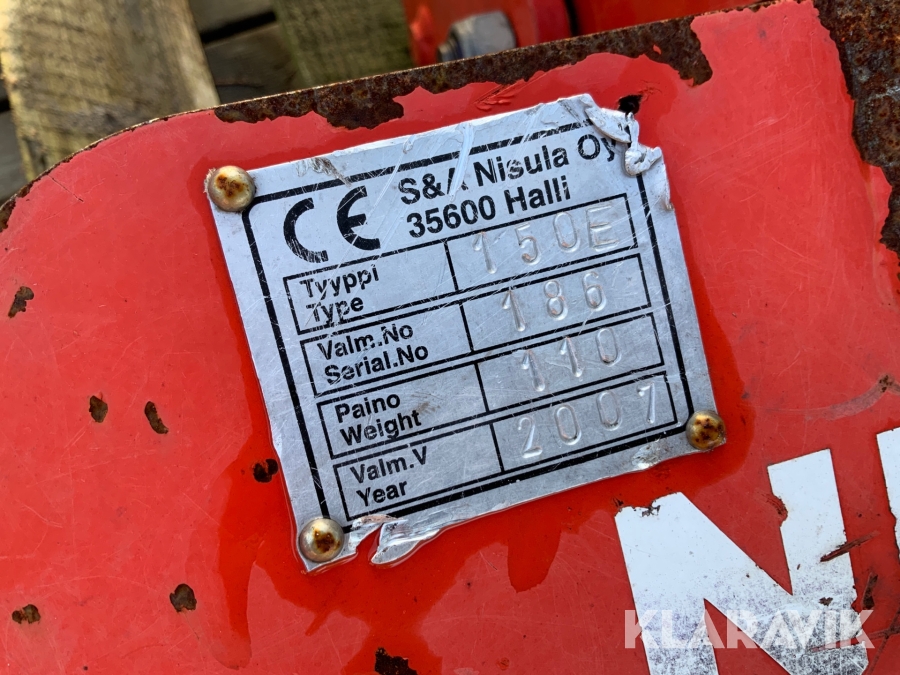 CE
S&A Nisula Oy
35600 Halli
Tyyppi
Type
150E
Valm.No
Serial.No
186
Paino
Weight
110
Valm.V
Year
2007
N
KLARAVIK